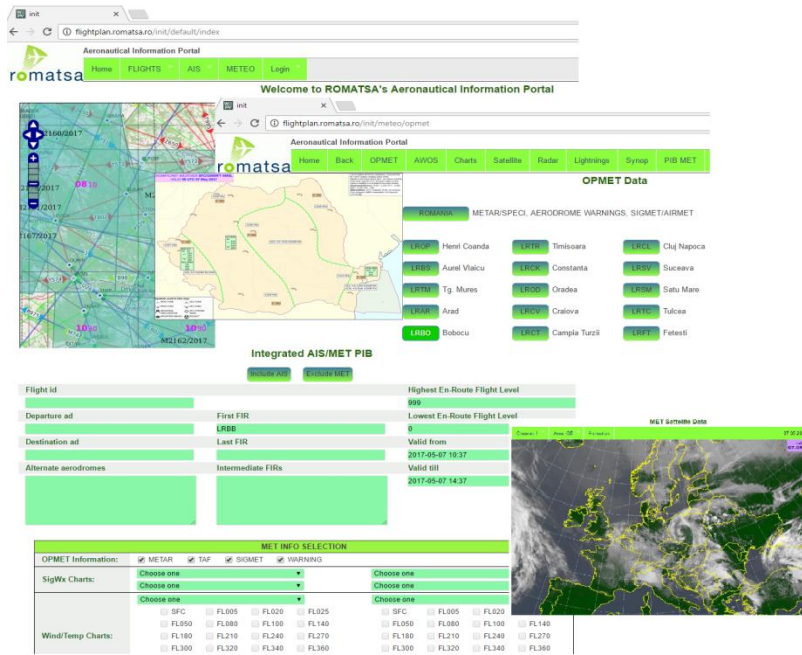 init
flightplan.romatsa.ro/init/default/index
Aeronautical Information Portal
romatsa
Home FLIGHTS AIS METEO Login
Welcome to ROMATSA's Aeronautical Information Portal
init
flightplan.romatsa.ro/init/meteo/opmet
Aeronautical Information Portal
romatsa
Home Back OPMET AWOS Charts Satellite Radar Lightnings Synop PIB MET
OPMET Data
ROMANIA METAR/SPECI, AERODROME WARNINGS, SIGMET/AIRMET
LROP Henri Coanda LRTR Timisoara LRCL Cluj Napoca
LRBS Aurel Vlaicu LRCK Constanta LRSV Suceava
LRTM Tg. Mures LROD Oradea LRSM Satu Mare
LRAR Arad LRCV Craiova LRTC Tulcea
LRBO Bobocu LRCT Campia Turzii LRFT Fetesti
2160/2017
0810
2017
167/2017
1090
1090
M2162/2017
Integrated AIS/MET PIB
Include AIS Exclude MET
Flight id Highest En-Route Flight Level
999
Departure ad First FIR Lowest En-Route Flight Level
LRBB 0
Destination ad Last FIR Valid from
2017-05-07 10:37
Alternate aerodromes Intermediate FIRs Valid till
2017-05-07 14:37
MET Sattelite Data
MET INFO SELECTION
OPMET Information: METAR TAF SIGMET WARNING
SigWx Charts: Choose one Choose one
Choose one Choose one
Wind/Temp Charts: Choose one Choose one
SFC FL005 FL020 FL025 SFC FL005 FL020
FL050 FL080 FL100 FL140 FL050 FL080 FL100 FL140
FL180 FL210 FL240 FL270 FL180 FL210 FL240 FL270
FL300 FL320 FL340 FL360 FL300 FL320 FL340 FL360